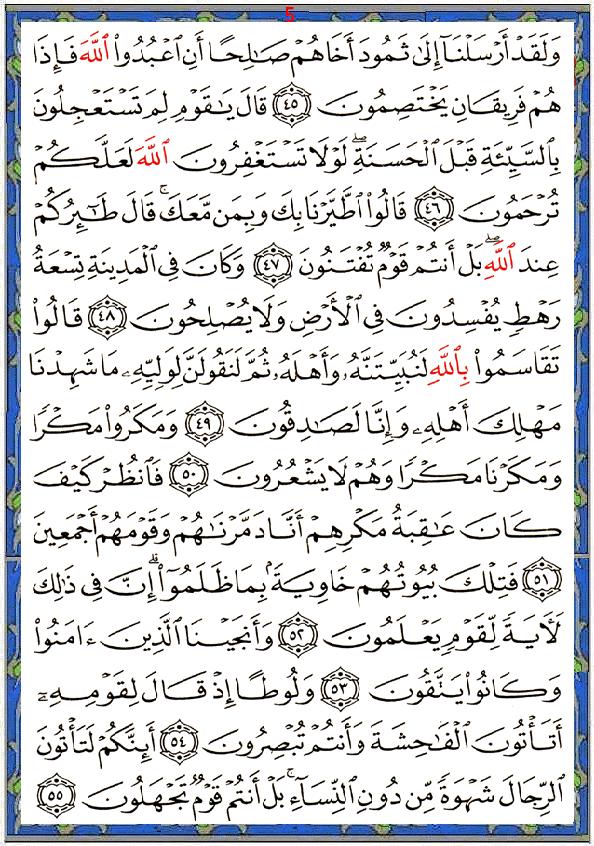 5
وَلَقَدْ أَرْسَلْنَآ إِلَىٰ ثَمُودَ أَخَاهُمْ صَـٰلِحًا أَنِ ٱعْبُدُوا۟ ٱللَّهَ فَإِذَا
هُمْ فَرِيقَانِ يَخْتَصِمُونَ ٤٥ قَالَ يَـٰقَوْمِ لِمَ تَسْتَعْجِلُونَ
بِٱلسَّيِّئَةِ قَبْلَ ٱلْحَسَنَةِ ۖ لَوْلَا تَسْتَغْفِرُونَ ٱللَّهَ لَعَلَّكُمْ
تُرْحَمُونَ ٤٦ قَالُوا۟ ٱطَّيَّرْنَا بِكَ وَبِمَن مَّعَكَ ۚ قَالَ طَـٰٓئِرُكُمْ
عِندَ ٱللَّهِ ۖ بَلْ أَنتُمْ قَوْمٌ تُفْتَنُونَ ٤٧ وَكَانَ فِى ٱلْمَدِينَةِ تِسْعَةُ
رَهْطٍ يُفْسِدُونَ فِى ٱلْأَرْضِ وَلَا يُصْلِحُونَ ٤٨ قَالُوا۟
تَقَاسَمُوا۟ بِٱللَّهِ لَنُبَيِّتَنَّهُۥ وَأَهْلَهُۥ ثُمَّ لَنَقُولَنَّ لِوَلِيِّهِۦ مَا شَهِدْنَا
مَهْلِكَ أَهْلِهِۦ وَإِنَّا لَصَـٰدِقُونَ ٤٩ وَمَكَرُوا۟ مَكْرًا
وَمَكَرْنَا مَكْرًا وَهُمْ لَا يَشْعُرُونَ ٥٠ فَٱنظُرْ كَيْفَ
كَانَ عَـٰقِبَةُ مَكْرِهِمْ أَنَّا دَمَّرْنَـٰهُمْ وَقَوْمَهُمْ أَجْمَعِينَ
٥١ فَتِلْكَ بُيُوتُهُمْ خَاوِيَةًۢ بِمَا ظَلَمُوٓا۟ ۗ إِنَّ فِى ذَٰلِكَ
لَـَٔايَةً لِّقَوْمٍ يَعْلَمُونَ ٥٢ وَأَنجَيْنَا ٱلَّذِينَ ءَامَنُوا۟
وَكَانُوا۟ يَتَّقُونَ ٥٣ وَلُوطًا إِذْ قَالَ لِقَوْمِهِۦٓ
أَتَأْتُونَ ٱلْفَـٰحِشَةَ وَأَنتُمْ تُبْصِرُونَ ٥٤ أَئِنَّكُمْ لَتَأْتُونَ
ٱلرِّجَالَ شَهْوَةً مِّن دُونِ ٱلنِّسَآءِ ۚ بَلْ أَنتُمْ قَوْمٌ تَجْهَلُونَ ٥٥